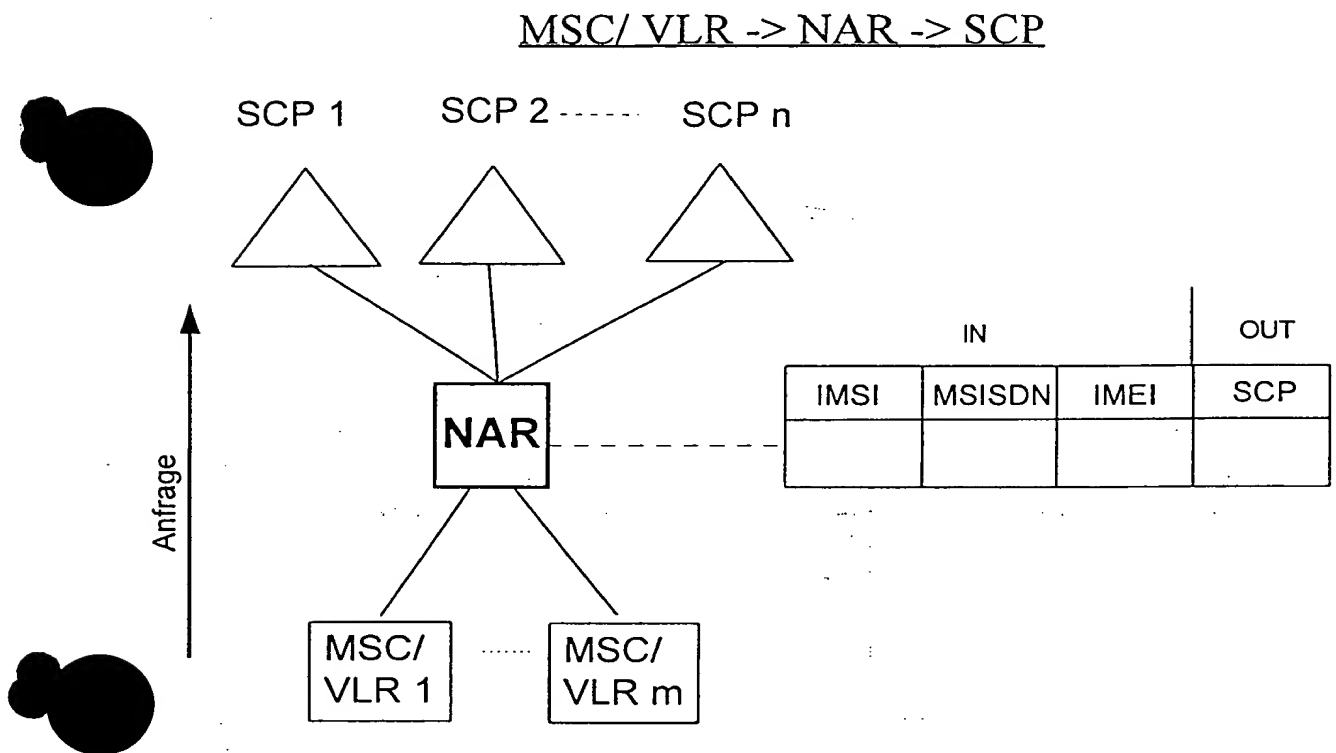 MSC/ VLR -> NAR -> SCP
SCP 1 SCP 2 ------ SCP n
IN OUT
IMSI MSISDN IMEI SCP
NAR
Anfrage
MSC/ VLR 1 ....... MSC/ VLR m